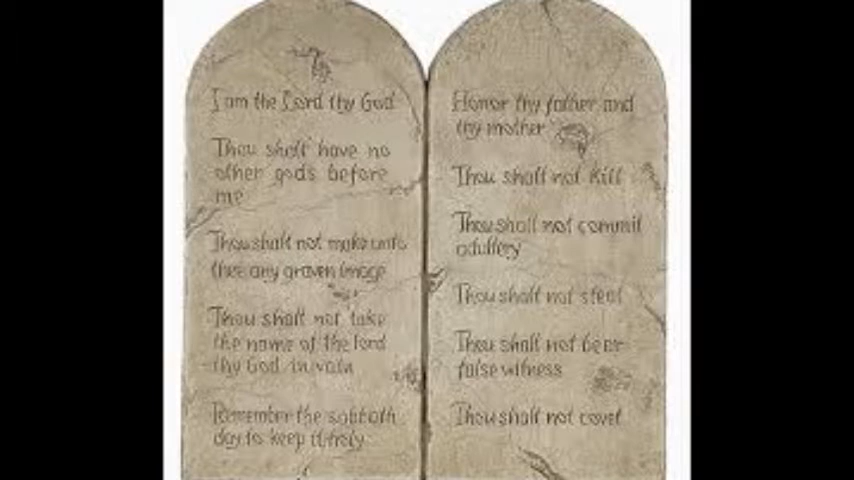 I am the Lord thy God
Thou shalt have no
other gods before
me
Thou shalt not make unto
thee any graven image
Thou shalt not take
the name of the lord
thy God in vain
Remember the sabbath
day to keep it holy
Honor thy father and
thy mother
Thou shalt not kill
Thou shalt not commit
adultery
Thou shalt not steal
Thou shalt not bear
false witness
Thou shalt not covet